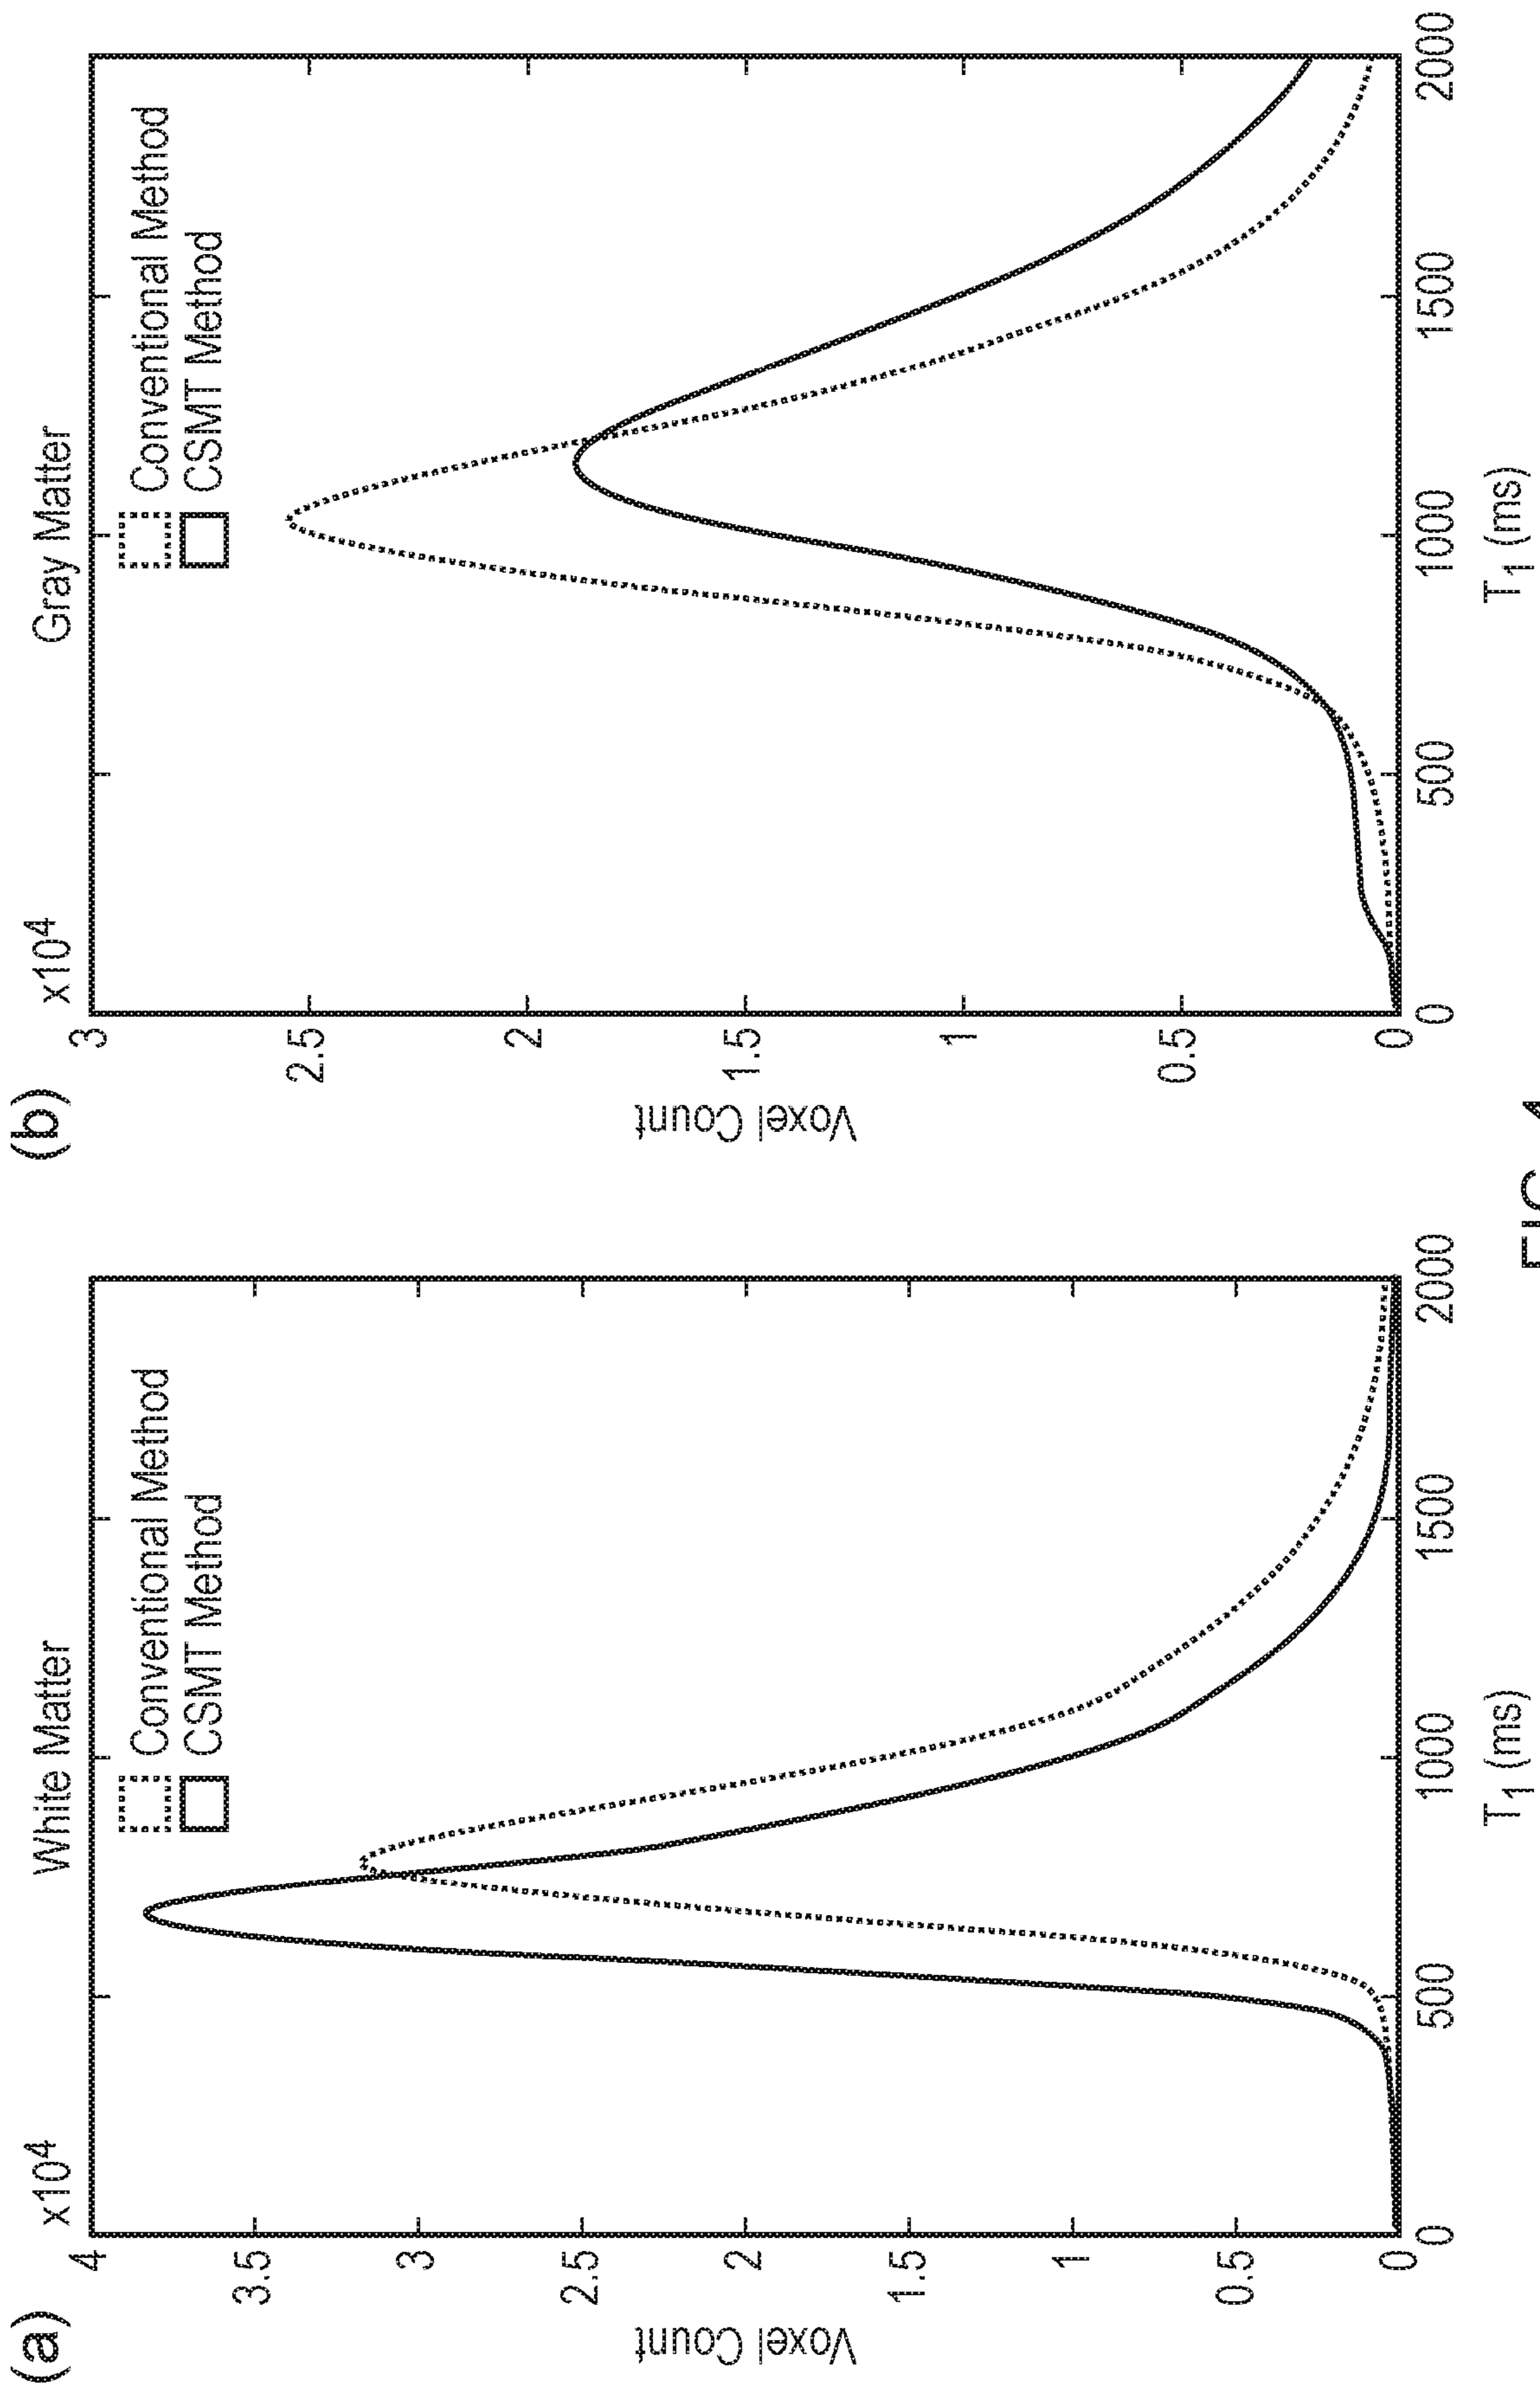 (a)
White Matter
x10⁴
Conventional Method
CSMT Method
4
3.5
3
2.5
2
1.5
1
0.5
0
Voxel Count
0
500
1000
1500
2000
T₁ (ms)
(b)
Gray Matter
x10⁴
Conventional Method
CSMT Method
3
2.5
2
1.5
1
0.5
0
Voxel Count
0
500
1000
1500
2000
T₁ (ms)